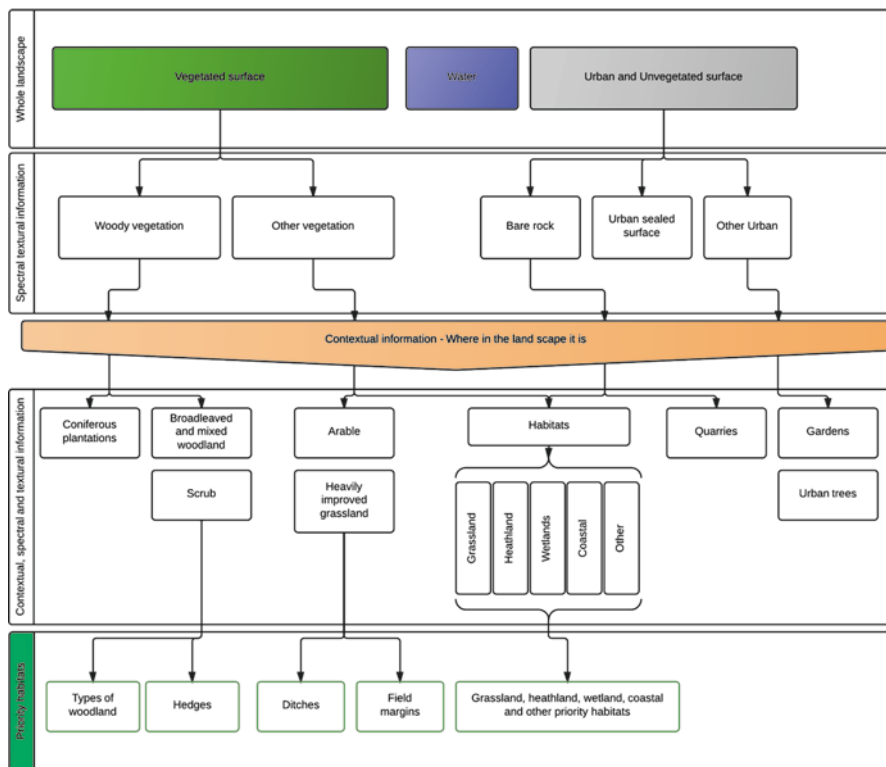 Whole landscape
Vegetated surface
Water
Urban and Unvegetated surface
Spectral textural information
Woody vegetation
Other vegetation
Bare rock
Urban sealed
surface
Other Urban
Contextual information - Where in the land scape it is
Contextual, spectral and textural information
Coniferous
plantations
Broadleaved
and mixed
woodland
Arable
Habitats
Quarries
Gardens
Scrub
Heavily
improved
grassland
Urban trees
Grassland
Heathland
Wetlands
Coastal
Other
Priority habitats
Types of
woodland
Hedges
Ditches
Field
margins
Grassland, heathland, wetland, coastal
and other priority habitats